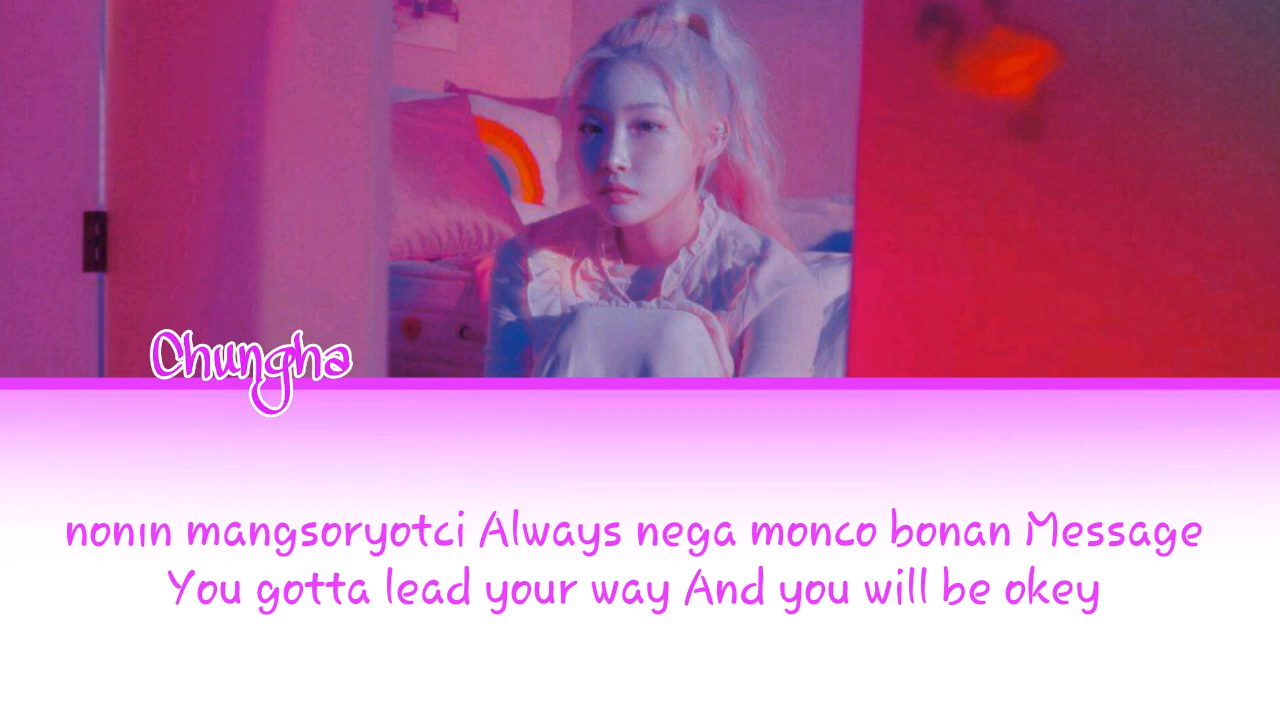 Chungha
nonın mangsoryotci Always nega monco bonan Message
You gotta lead your way And you will be okey